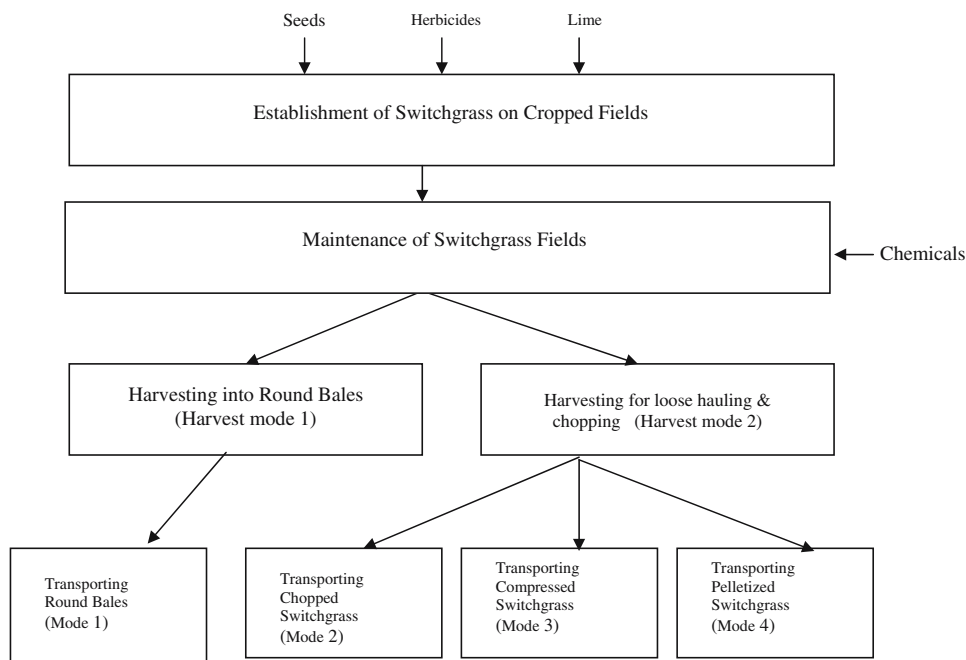 Seeds
Herbicides
Lime
Establishment of Switchgrass on Cropped Fields
Maintenance of Switchgrass Fields
Chemicals
Harvesting into Round Bales
(Harvest mode 1)
Harvesting for loose hauling &
chopping (Harvest mode 2)
Transporting
Round Bales
(Mode 1)
Transporting
Chopped
Switchgrass
(Mode 2)
Transporting
Compressed
Switchgrass
(Mode 3)
Transporting
Pelletized
Switchgrass
(Mode 4)